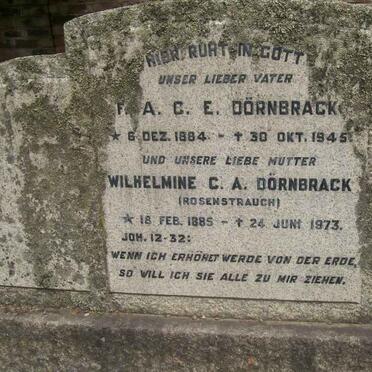 HIER RUHT IN GOTT
UNSER LIEBER VATER
F. A. C. E. DÖRNBRACK
* 6 DEZ. 1884 - † 30 OKT. 1945
UND UNSERE LIEBE MUTTER
WILHELMINE C. A. DÖRNBRACK
(ROSENSTRAUCH)
* 18 FEB. 1885 - † 24 JUNI 1973.
JOH. 12-32:
WENN ICH ERHÖHET WERDE VON DER ERDE,
SO WILL ICH SIE ALLE ZU MIR ZIEHEN.